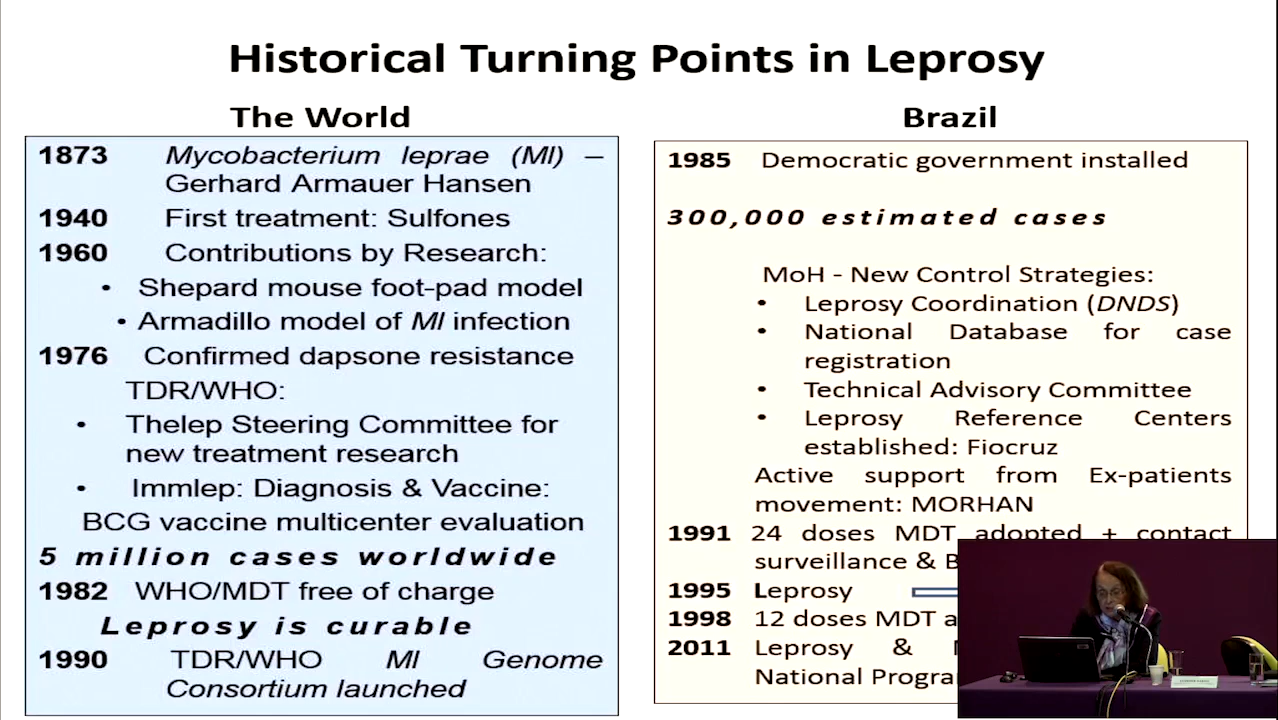 Historical Turning Points in Leprosy
The World
1873 Mycobacterium leprae (Ml) –
Gerhard Armauer Hansen
1940 First treatment: Sulfones
1960 Contributions by Research:
• Shepard mouse foot-pad model
• Armadillo model of Ml infection
1976 Confirmed dapsone resistance
TDR/WHO:
• Thelep Steering Committee for
new treatment research
• Immlep: Diagnosis & Vaccine:
BCG vaccine multicenter evaluation
5 million cases worldwide
1982 WHO/MDT free of charge
Leprosy is curable
1990 TDR/WHO Ml Genome
Consortium launched
Brazil
1985 Democratic government installed
300,000 estimated cases
MoH - New Control Strategies:
• Leprosy Coordination (DNDS)
• National Database for case
registration
• Technical Advisory Committee
• Leprosy Reference Centers
established: Fiocruz
Active support from Ex-patients
movement: MORHAN
1991 24 doses MDT adopted + contact
surveillance &
1995 Leprosy
1998 12 doses MDT
2011 Leprosy &
National